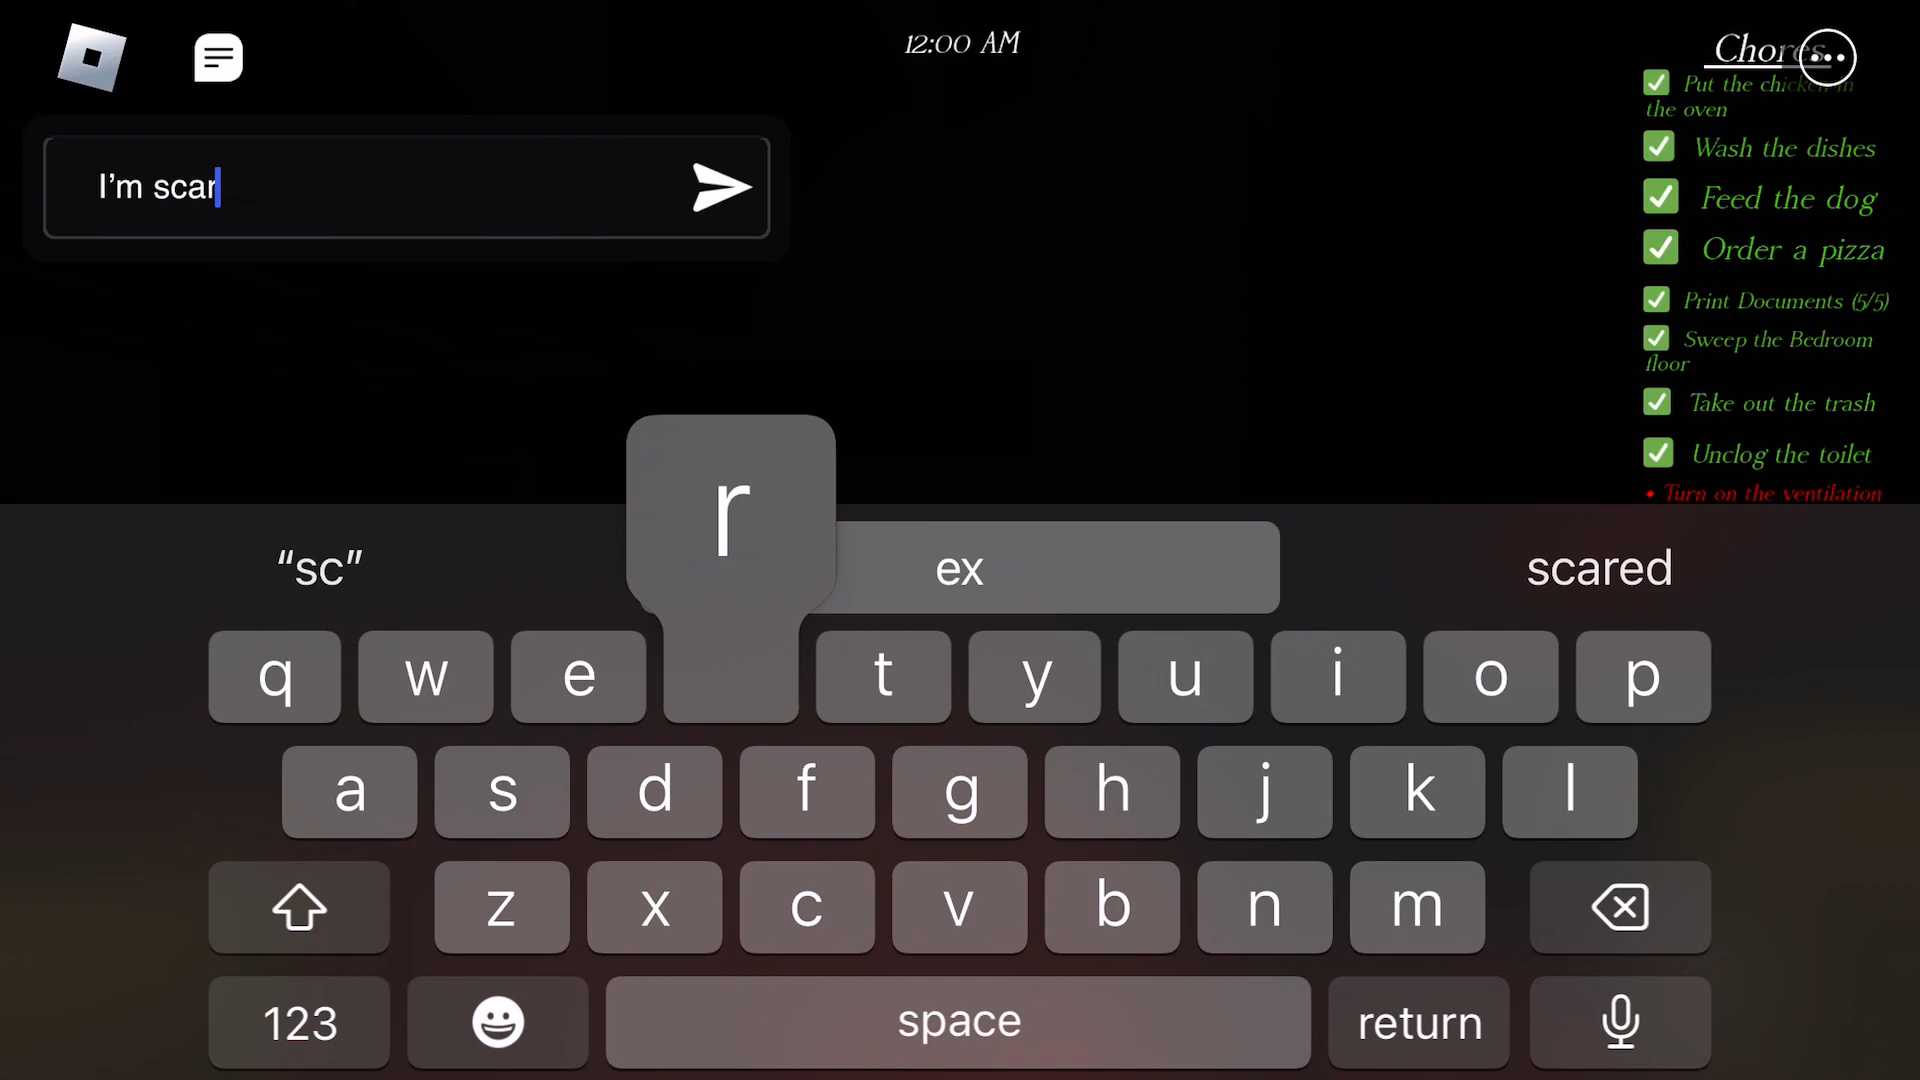 12:00 AM
Chores
✅ Put the chicken in
the oven
✅ Wash the dishes
✅ Feed the dog
✅ Order a pizza
✅ Print Documents (5/5)
✅ Sweep the Bedroom
floor
✅ Take out the trash
✅ Unclog the toilet
• Turn on the ventilation
I’m scar
r
“sc” ex scared
q w e t y u i o p
a s d f g h j k l
z x c v b n m
123 space return